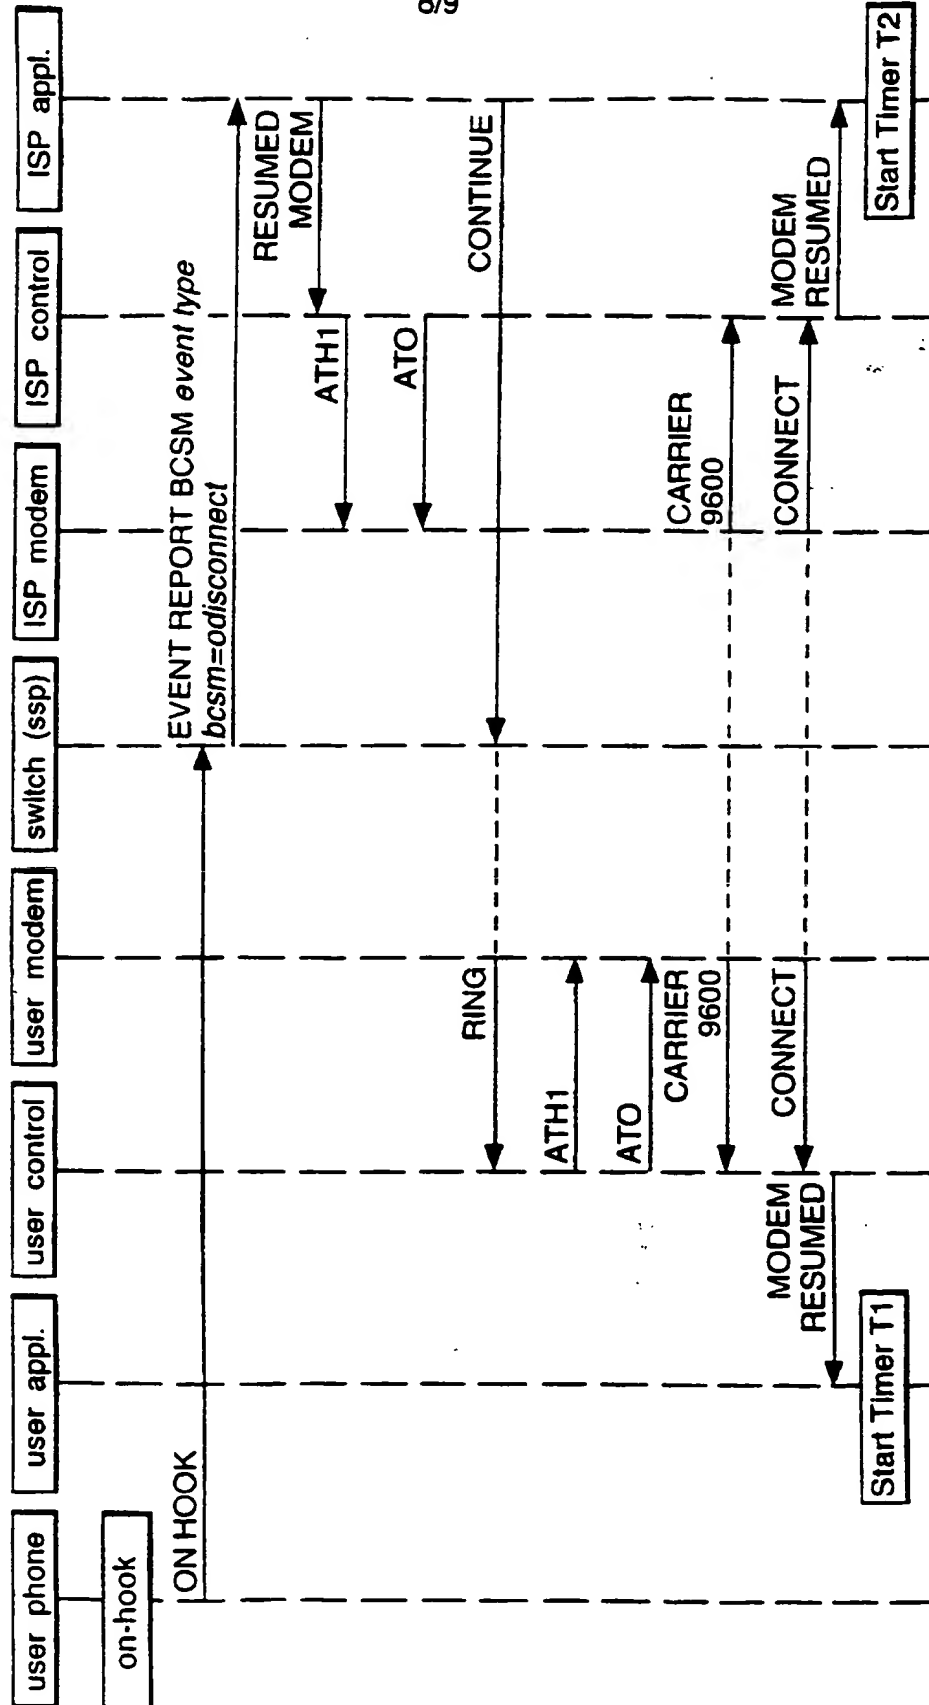 8/9
user phone
user appl.
user control
user modem
switch (ssp)
ISP modem
ISP control
ISP appl.
on-hook
ON HOOK
EVENT REPORT BCSM event type
bcsm=odisconnect
RESUMED
MODEM
ATH1
ATO
CONTINUE
RING
ATH1
ATO
CARRIER
9600
CARRIER
9600
CONNECT
CONNECT
MODEM
RESUMED
MODEM
RESUMED
Start Timer T1
Start Timer T2